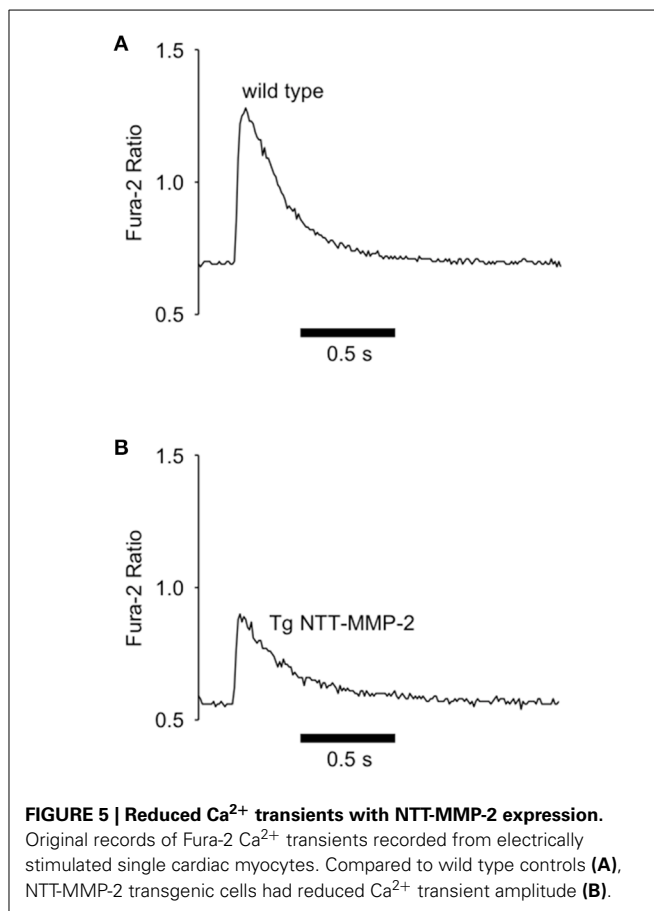 A
1.5
wild type
Fura-2 Ratio
1.0
0.5
0.5 s
B
1.5
Fura-2 Ratio
1.0
Tg NTT-MMP-2
0.5
0.5 s
FIGURE 5 | Reduced Ca²⁺ transients with NTT-MMP-2 expression.
Original records of Fura-2 Ca²⁺ transients recorded from electrically
stimulated single cardiac myocytes. Compared to wild type controls (A),
NTT-MMP-2 transgenic cells had reduced Ca²⁺ transient amplitude (B).